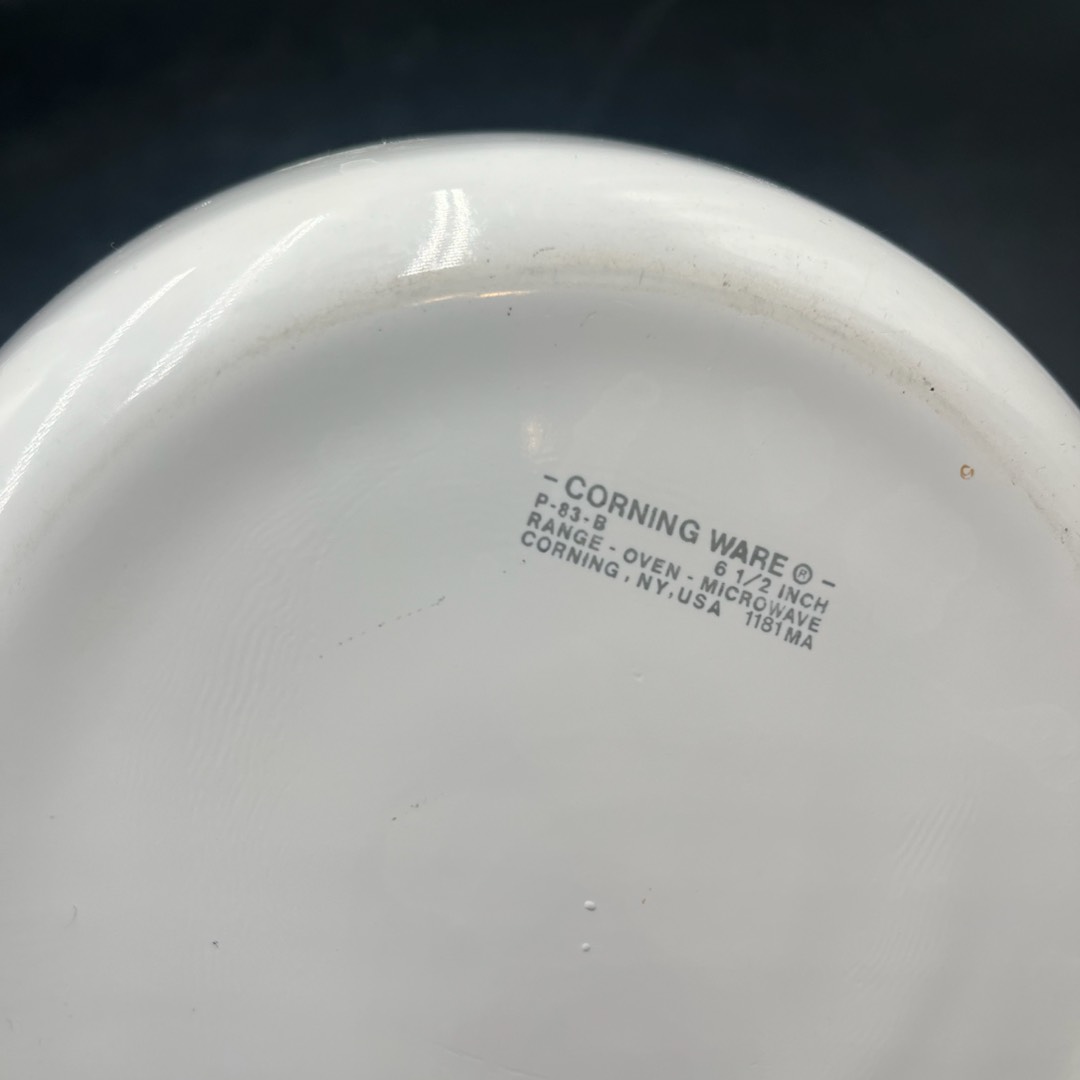 - CORNING WARE® -
P-83-B 6 1/2 INCH
RANGE - OVEN - MICROWAVE
CORNING, NY, USA 1181MA